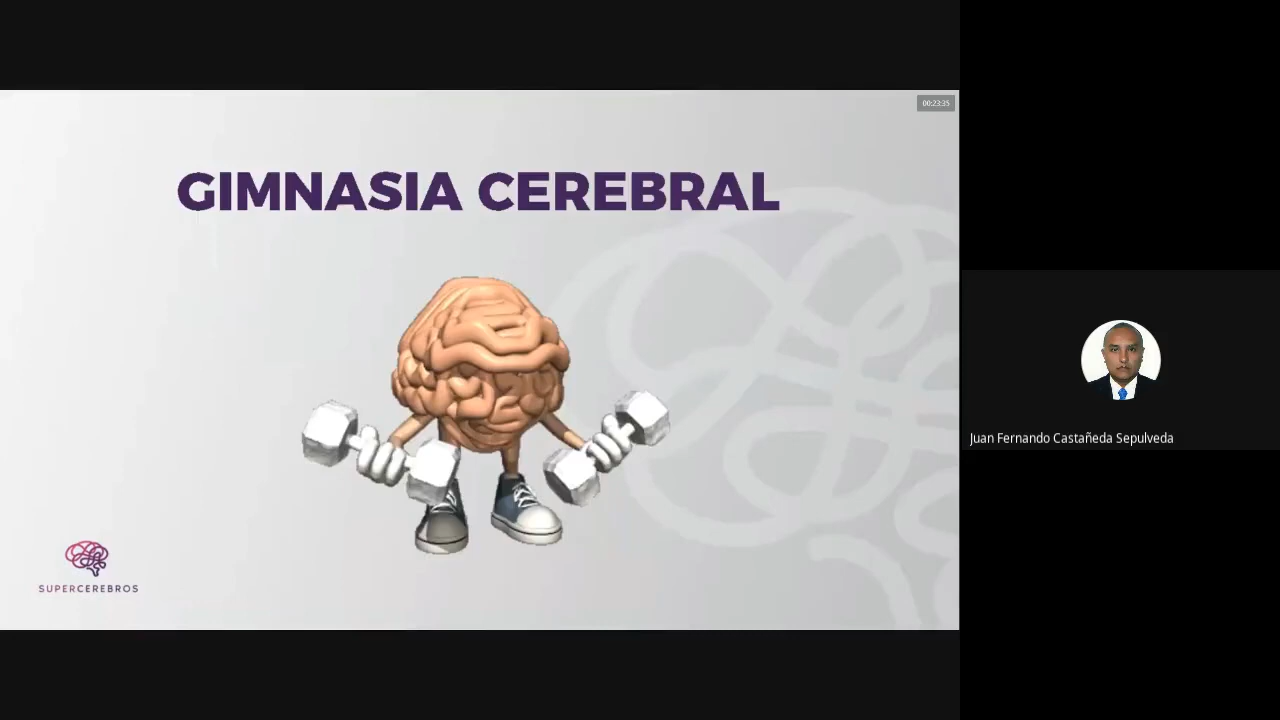 00:23:35
GIMNASIA CEREBRAL
SUPERCEREBROS
Juan Fernando Castañeda Sepulveda